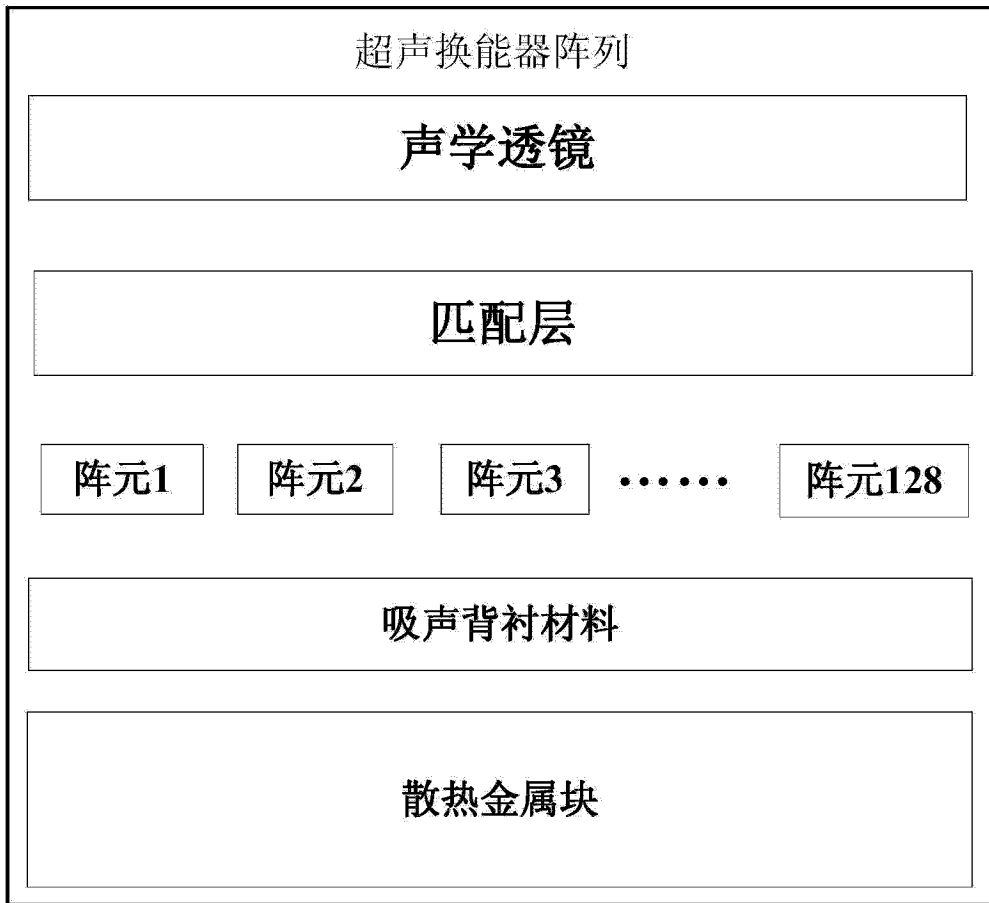 超声换能器阵列
声学透镜
匹配层
阵元1 阵元2 阵元3 …… 阵元128
吸声背衬材料
散热金属块